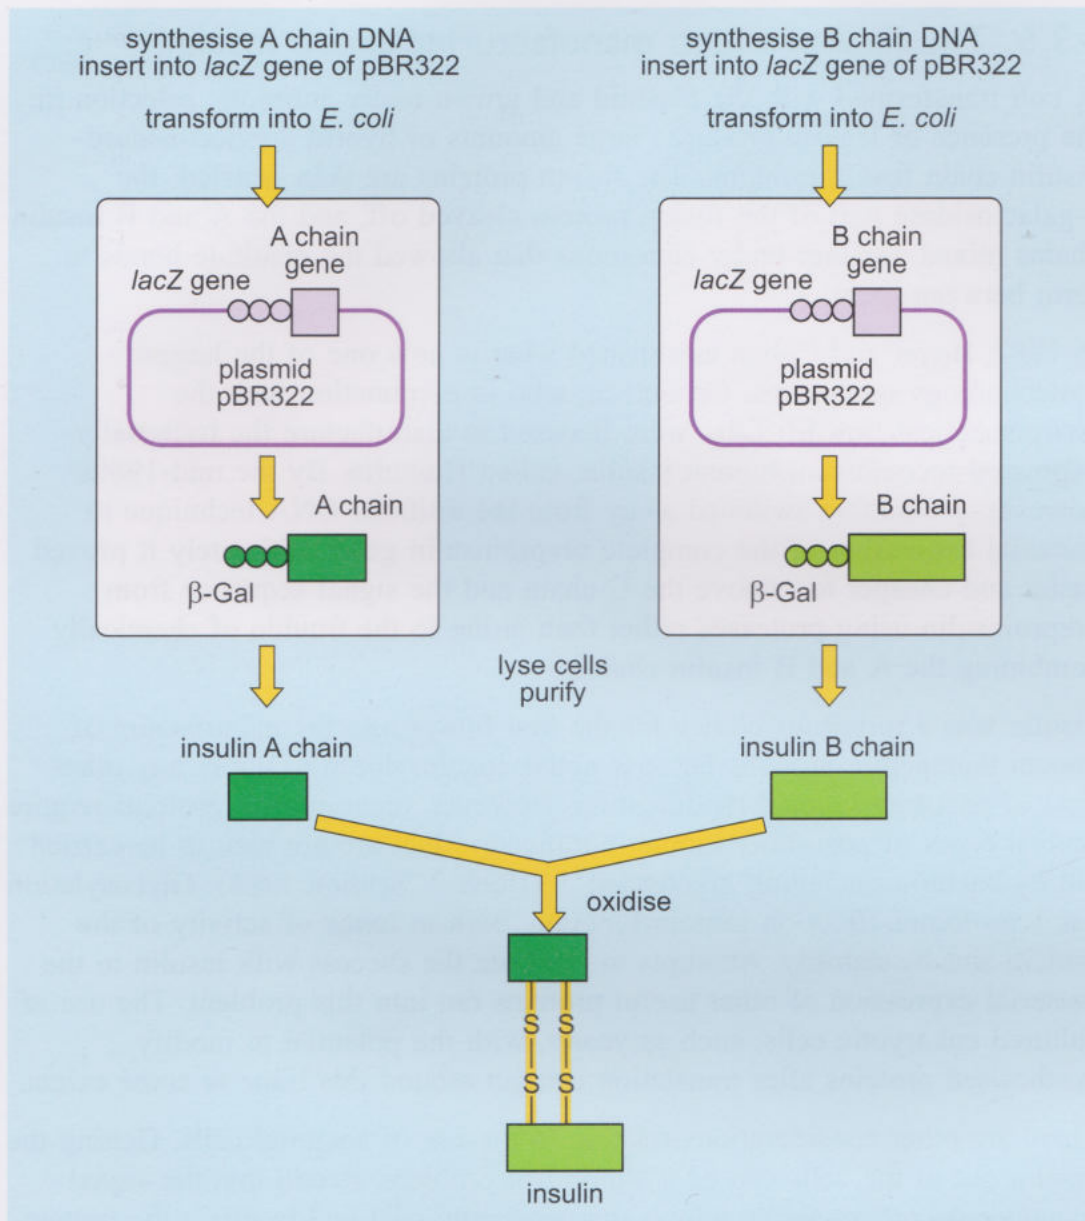 synthesise A chain DNA
insert into lacZ gene of pBR322
transform into E. coli
A chain
gene
lacZ gene
plasmid
pBR322
A chain
β-Gal
synthesise B chain DNA
insert into lacZ gene of pBR322
transform into E. coli
B chain
gene
lacZ gene
plasmid
pBR322
B chain
β-Gal
lyse cells
purify
insulin A chain
insulin B chain
oxidise
S S
S S
insulin